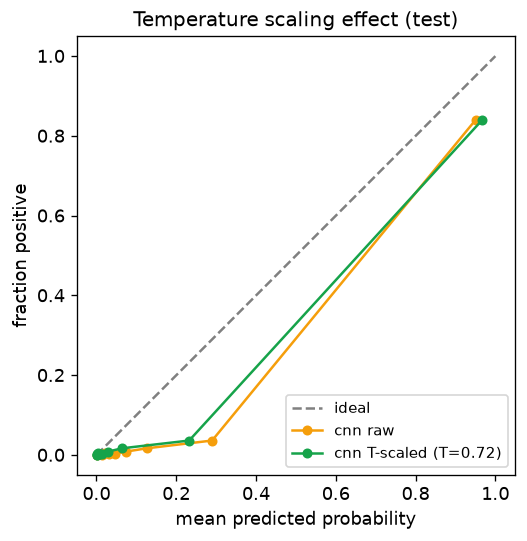 Temperature scaling effect (test)
1.0
0.8
0.6
0.4
0.2
0.0
fraction positive
ideal
cnn raw
cnn T-scaled (T=0.72)
0.0 0.2 0.4 0.6 0.8 1.0
mean predicted probability